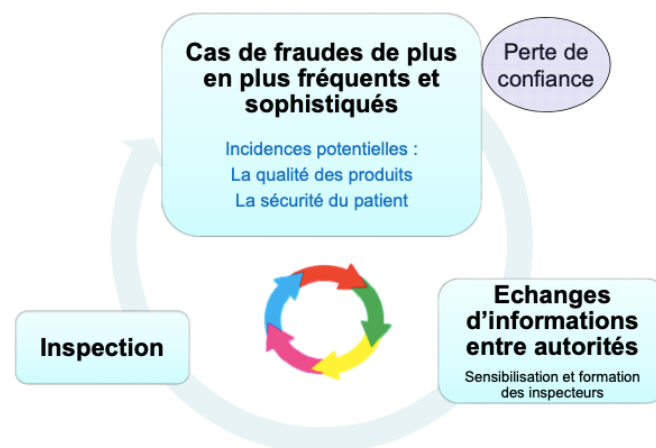 Cas de fraudes de plus
en plus fréquents et
sophistiqués
Incidences potentielles :
La qualité des produits
La sécurité du patient
Perte de
confiance
Echanges
d’informations
entre autorités
Sensibilisation et formation
des inspecteurs
Inspection